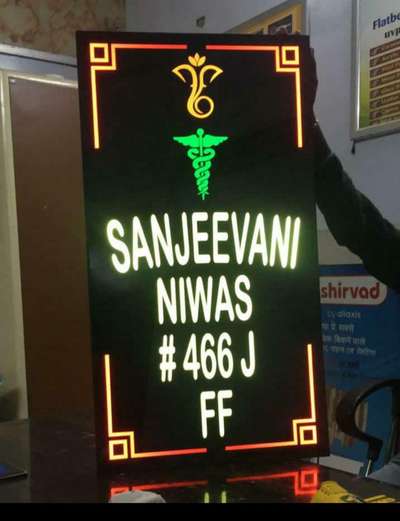 SANJEEVANI
NIWAS
# 466 J
FF
Flatbe
shirvad